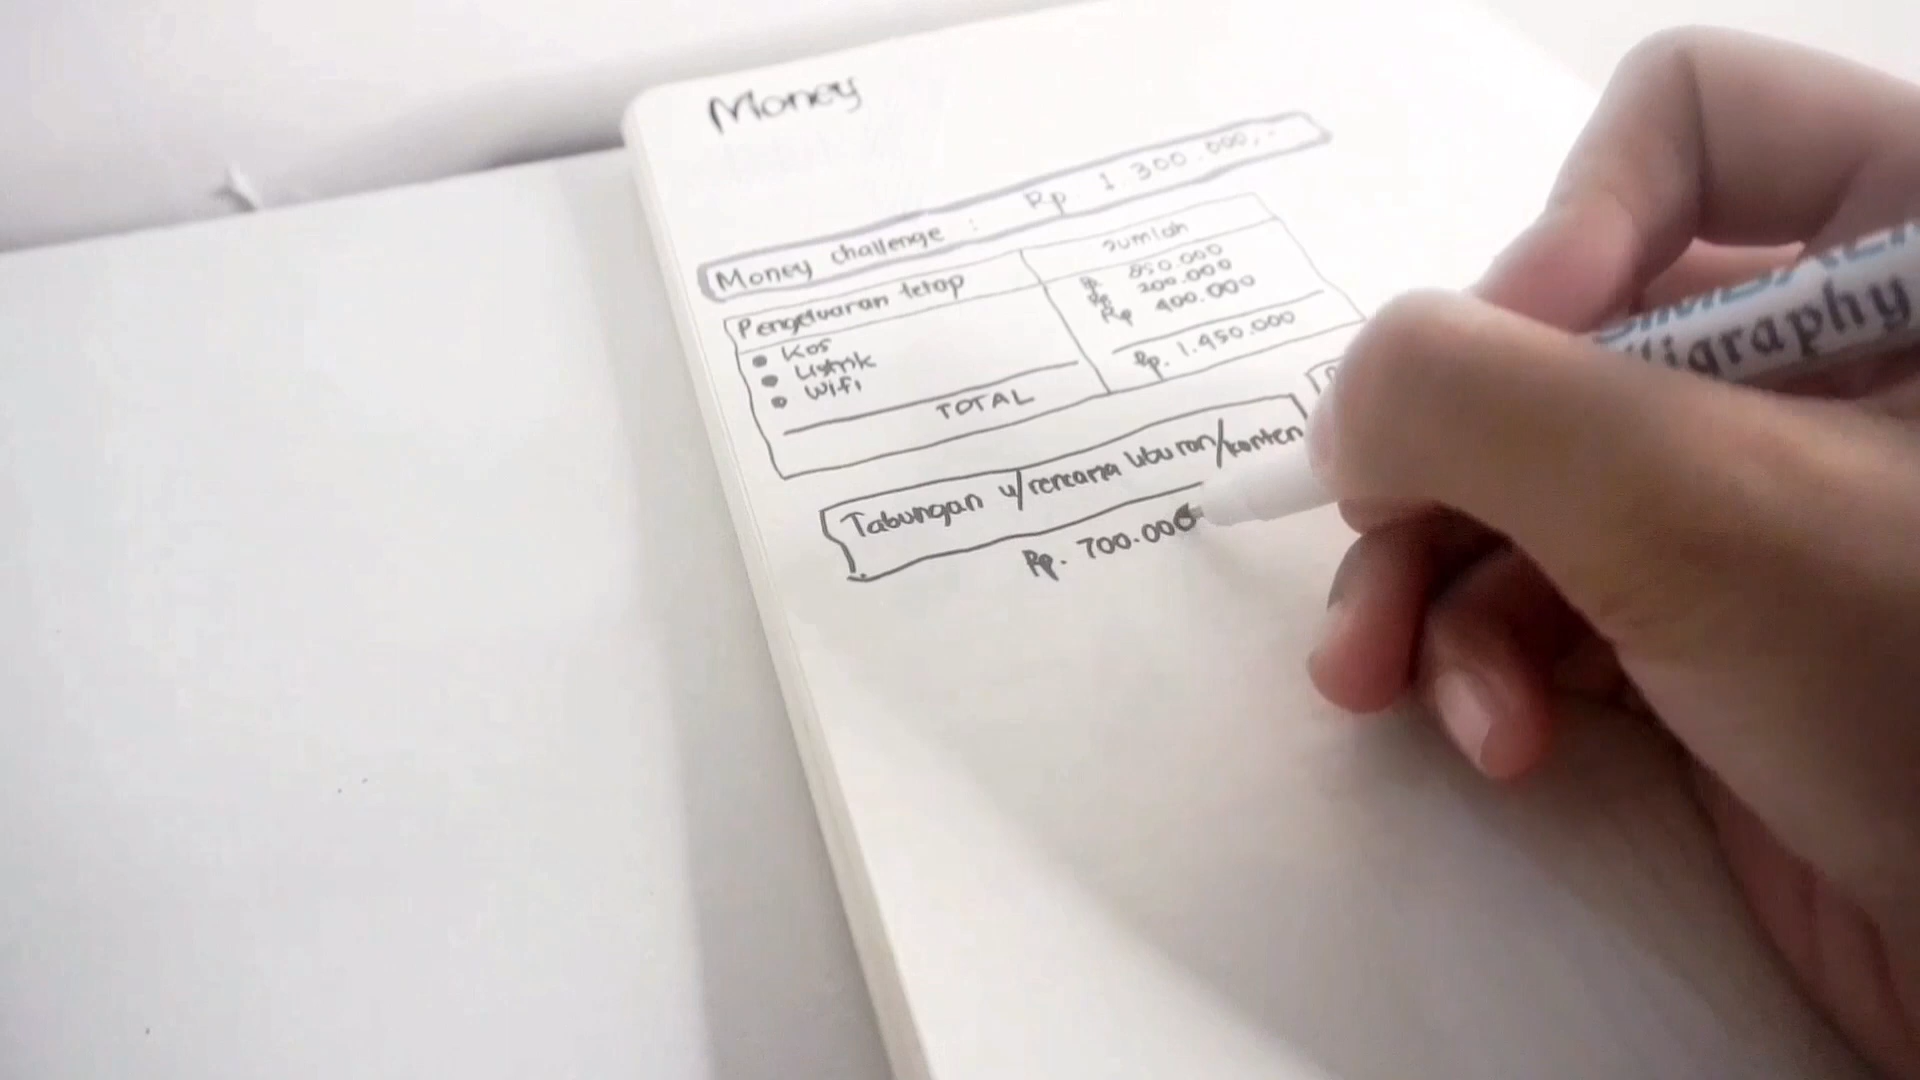 Money
Money challenge : Rp 1.300.000,-
Pengeluaran tetap Jumlah
• Kos Rp. 850.000
• Listrik Rp 200.000
• Wifi Rp 400.000
TOTAL Rp. 1.450.000
Tabungan u/rencana liburan/konten
Rp. 700.000